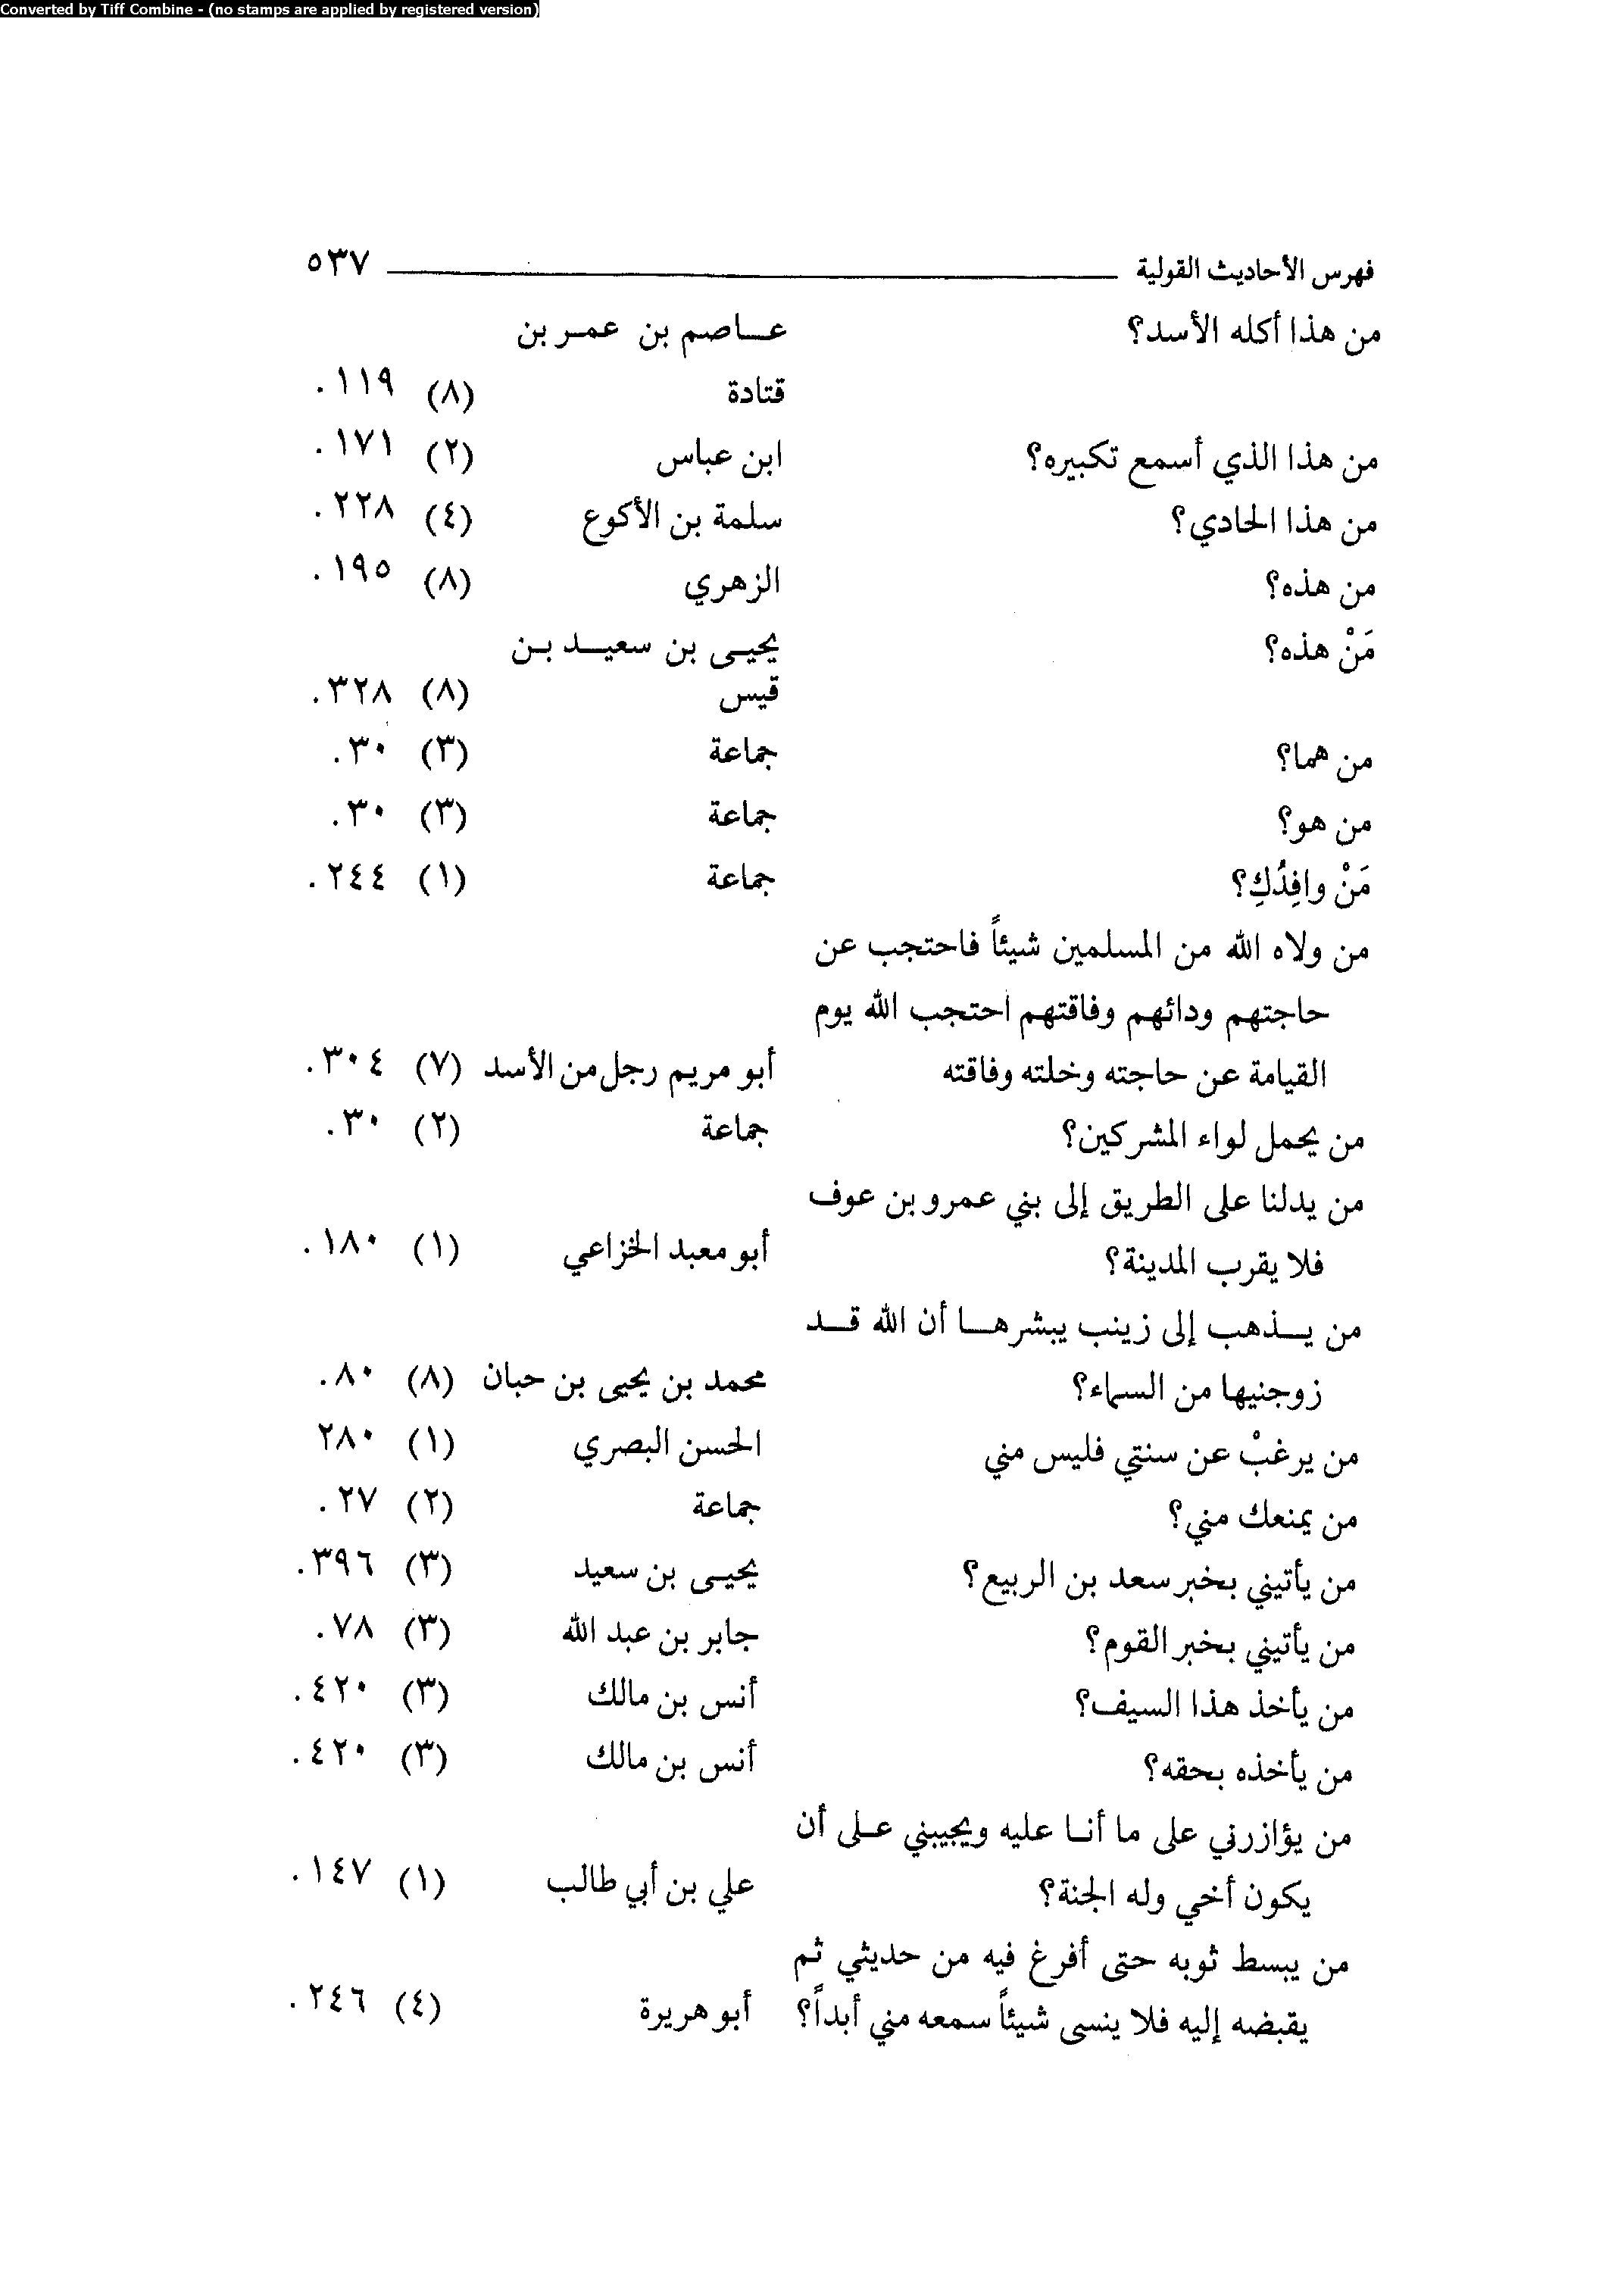 Converted by Tiff Combine - (no stamps are applied by registered version)
فهرس الأحاديث القولية ٥٣٧
من هذا أكله الأسد؟ عاصم بن عمر بن
قتادة (٨) ١١٩.
من هذا الذي أسمع تكبيره؟ ابن عباس (٢) ١٧١.
من هذا الحادي؟ سلمة بن الأكوع (٤) ٢٢٨.
من هذه؟ الزهري (٨) ١٩٥.
مَنْ هذه؟ يحيى بن سعيد بن
قيس (٨) ٣٢٨.
من هما؟ جماعة (٣) ٣٠.
من هو؟ جماعة (٣) ٣٠.
مَنْ وافِدُكِ؟ جماعة (١) ٢٤٤.
من ولاه الله من المسلمين شيئاً فاحتجب عن
حاجتهم ودائهم وفاقتهم احتجب الله يوم
القيامة عن حاجته وخلته وفاقته أبو مريم رجل من الأسد (٧) ٣٠٤.
من يحمل لواء المشركين؟ جماعة (٢) ٣٠.
من يدلنا على الطريق إلى بني عمرو بن عوف
فلا يقرب المدينة؟ أبو معبد الخزاعي (١) ١٨٠.
من يذهب إلى زينب يبشرها أن الله قد
زوجنيها من السماء؟ محمد بن يحيى بن حبان (٨) ٨٠.
من يرغبْ عن سنتي فليس مني الحسن البصري (١) ٢٨٠
من يمنعك مني؟ جماعة (٢) ٢٧.
من يأتيني بخبر سعد بن الربيع؟ يحيى بن سعيد (٣) ٣٩٦.
من يأتيني بخبر القوم؟ جابر بن عبد الله (٣) ٧٨.
من يأخذ هذا السيف؟ أنس بن مالك (٣) ٤٢٠.
من يأخذه بحقه؟ أنس بن مالك (٣) ٤٢٠.
من يؤازرني على ما أنا عليه ويجيبني على أن
يكون أخي وله الجنة؟ علي بن أبي طالب (١) ١٤٧.
من يبسط ثوبه حتى أفرغ فيه من حديثي ثم
يقبضه إليه فلا ينسى شيئاً سمعه مني أبداً؟ أبو هريرة (٤) ٢٤٦.